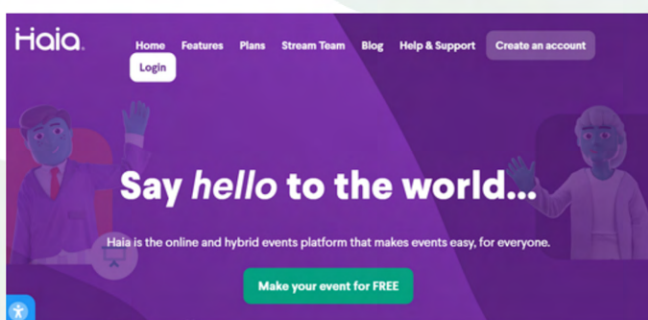 Haia.
Home Features Plans Stream Team Blog Help & Support Create an account
Login
Say hello to the world...
Haia is the online and hybrid events platform that makes events easy, for everyone.
Make your event for FREE